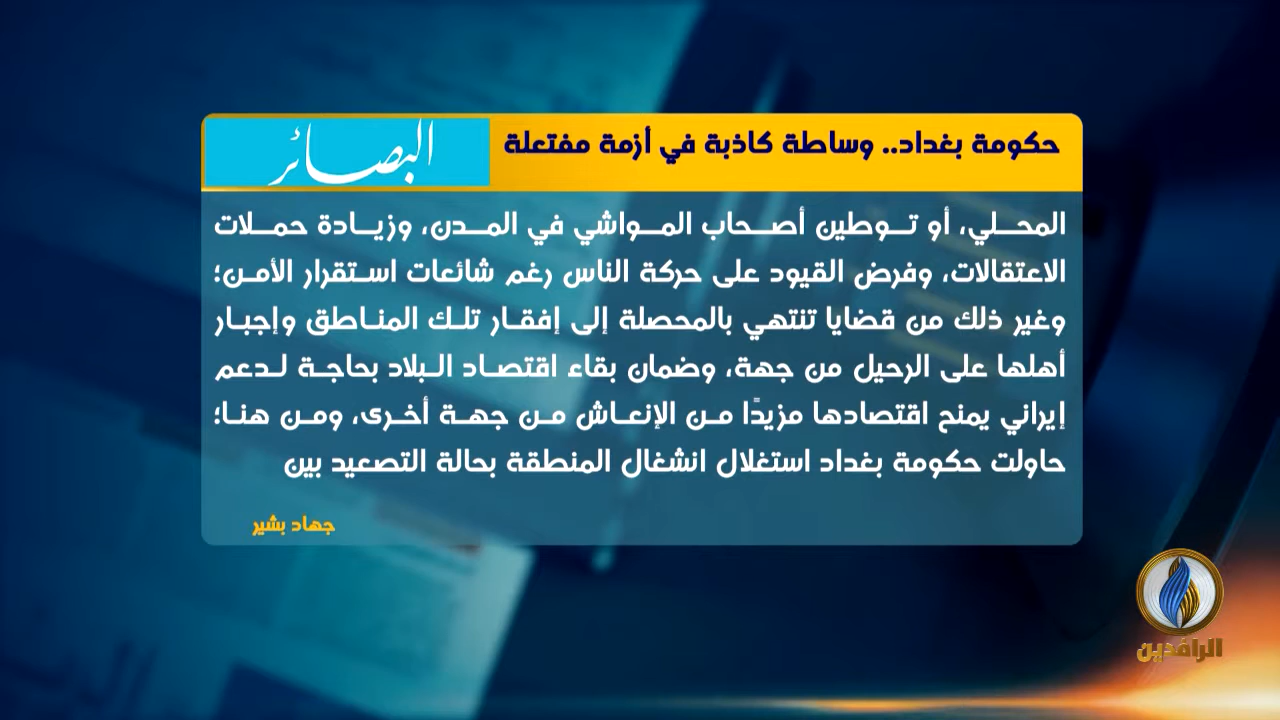 حكومة بغداد.. وساطة كاذبة في أزمة مفتعلة
البصائر
المحلي، أو توطين أصحاب المواشي في المدن، وزيادة حملات
الاعتقالات، وفرض القيود على حركة الناس رغم شائعات استقرار الأمن؛
وغير ذلك من قضايا تنتهي بالمحصلة إلى إفقار تلك المناطق وإجبار
أهلها على الرحيل من جهة، وضمان بقاء اقتصاد البلاد بحاجة لدعم
إيراني يمنح اقتصادها مزيدًا من الإنعاش من جهة أخرى، ومن هنا؛
حاولت حكومة بغداد استغلال انشغال المنطقة بحالة التصعيد بين
جهاد بشير
الرافدين